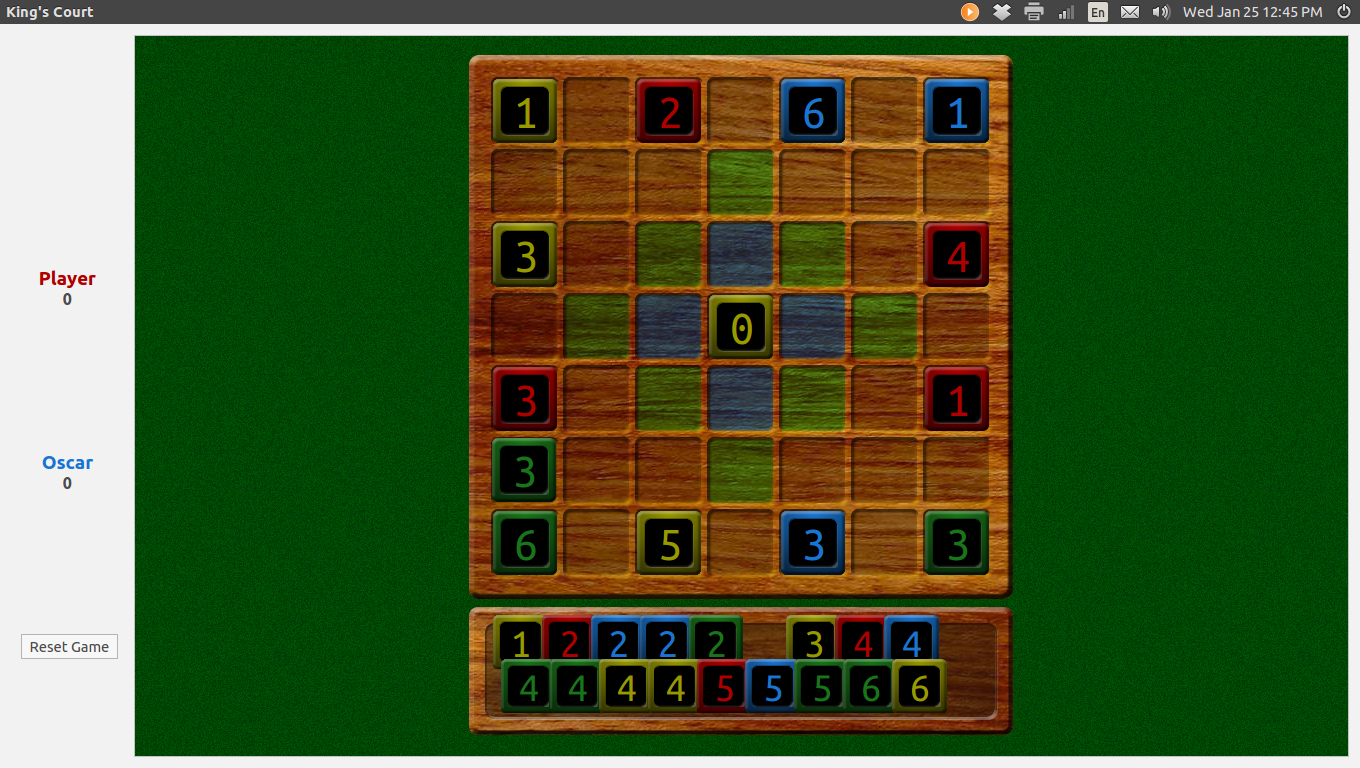 King's Court En Wed Jan 25 12:45 PM
1 2 6 1
3 4
Player
0
0
3 1
Oscar
0
3
6 5 3 3
Reset Game
1 2 2 2 2 3 4 4
4 4 4 4 5 5 5 6 6